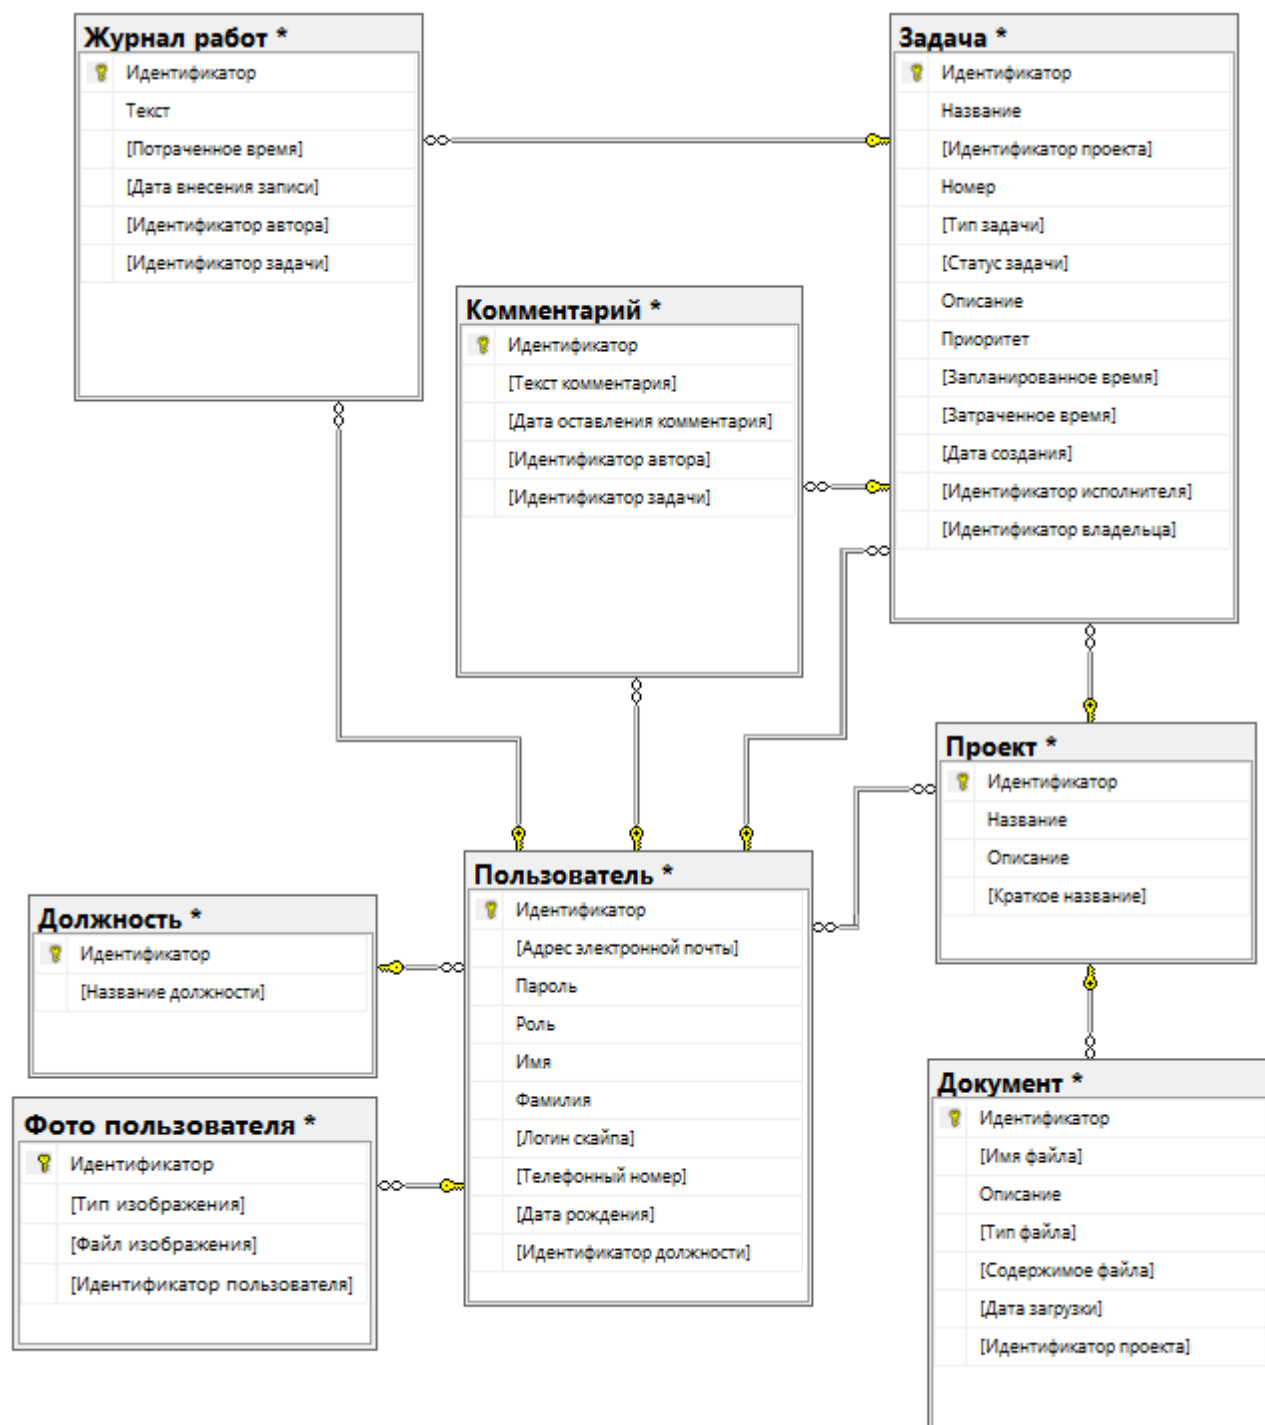 Журнал работ *
Идентификатор
Текст
[Потраченное время]
[Дата внесения записи]
[Идентификатор автора]
[Идентификатор задачи]
Задача *
Идентификатор
Название
[Идентификатор проекта]
Номер
[Тип задачи]
[Статус задачи]
Описание
Приоритет
[Запланированное время]
[Затраченное время]
[Дата создания]
[Идентификатор исполнителя]
[Идентификатор владельца]
Комментарий *
Идентификатор
[Текст комментария]
[Дата оставления комментария]
[Идентификатор автора]
[Идентификатор задачи]
Проект *
Идентификатор
Название
Описание
[Краткое название]
Пользователь *
Идентификатор
[Адрес электронной почты]
Пароль
Роль
Имя
Фамилия
[Логин скайпа]
[Телефонный номер]
[Дата рождения]
[Идентификатор должности]
Должность *
Идентификатор
[Название должности]
Фото пользователя *
Идентификатор
[Тип изображения]
[Файл изображения]
[Идентификатор пользователя]
Документ *
Идентификатор
[Имя файла]
Описание
[Тип файла]
[Содержимое файла]
[Дата загрузки]
[Идентификатор проекта]